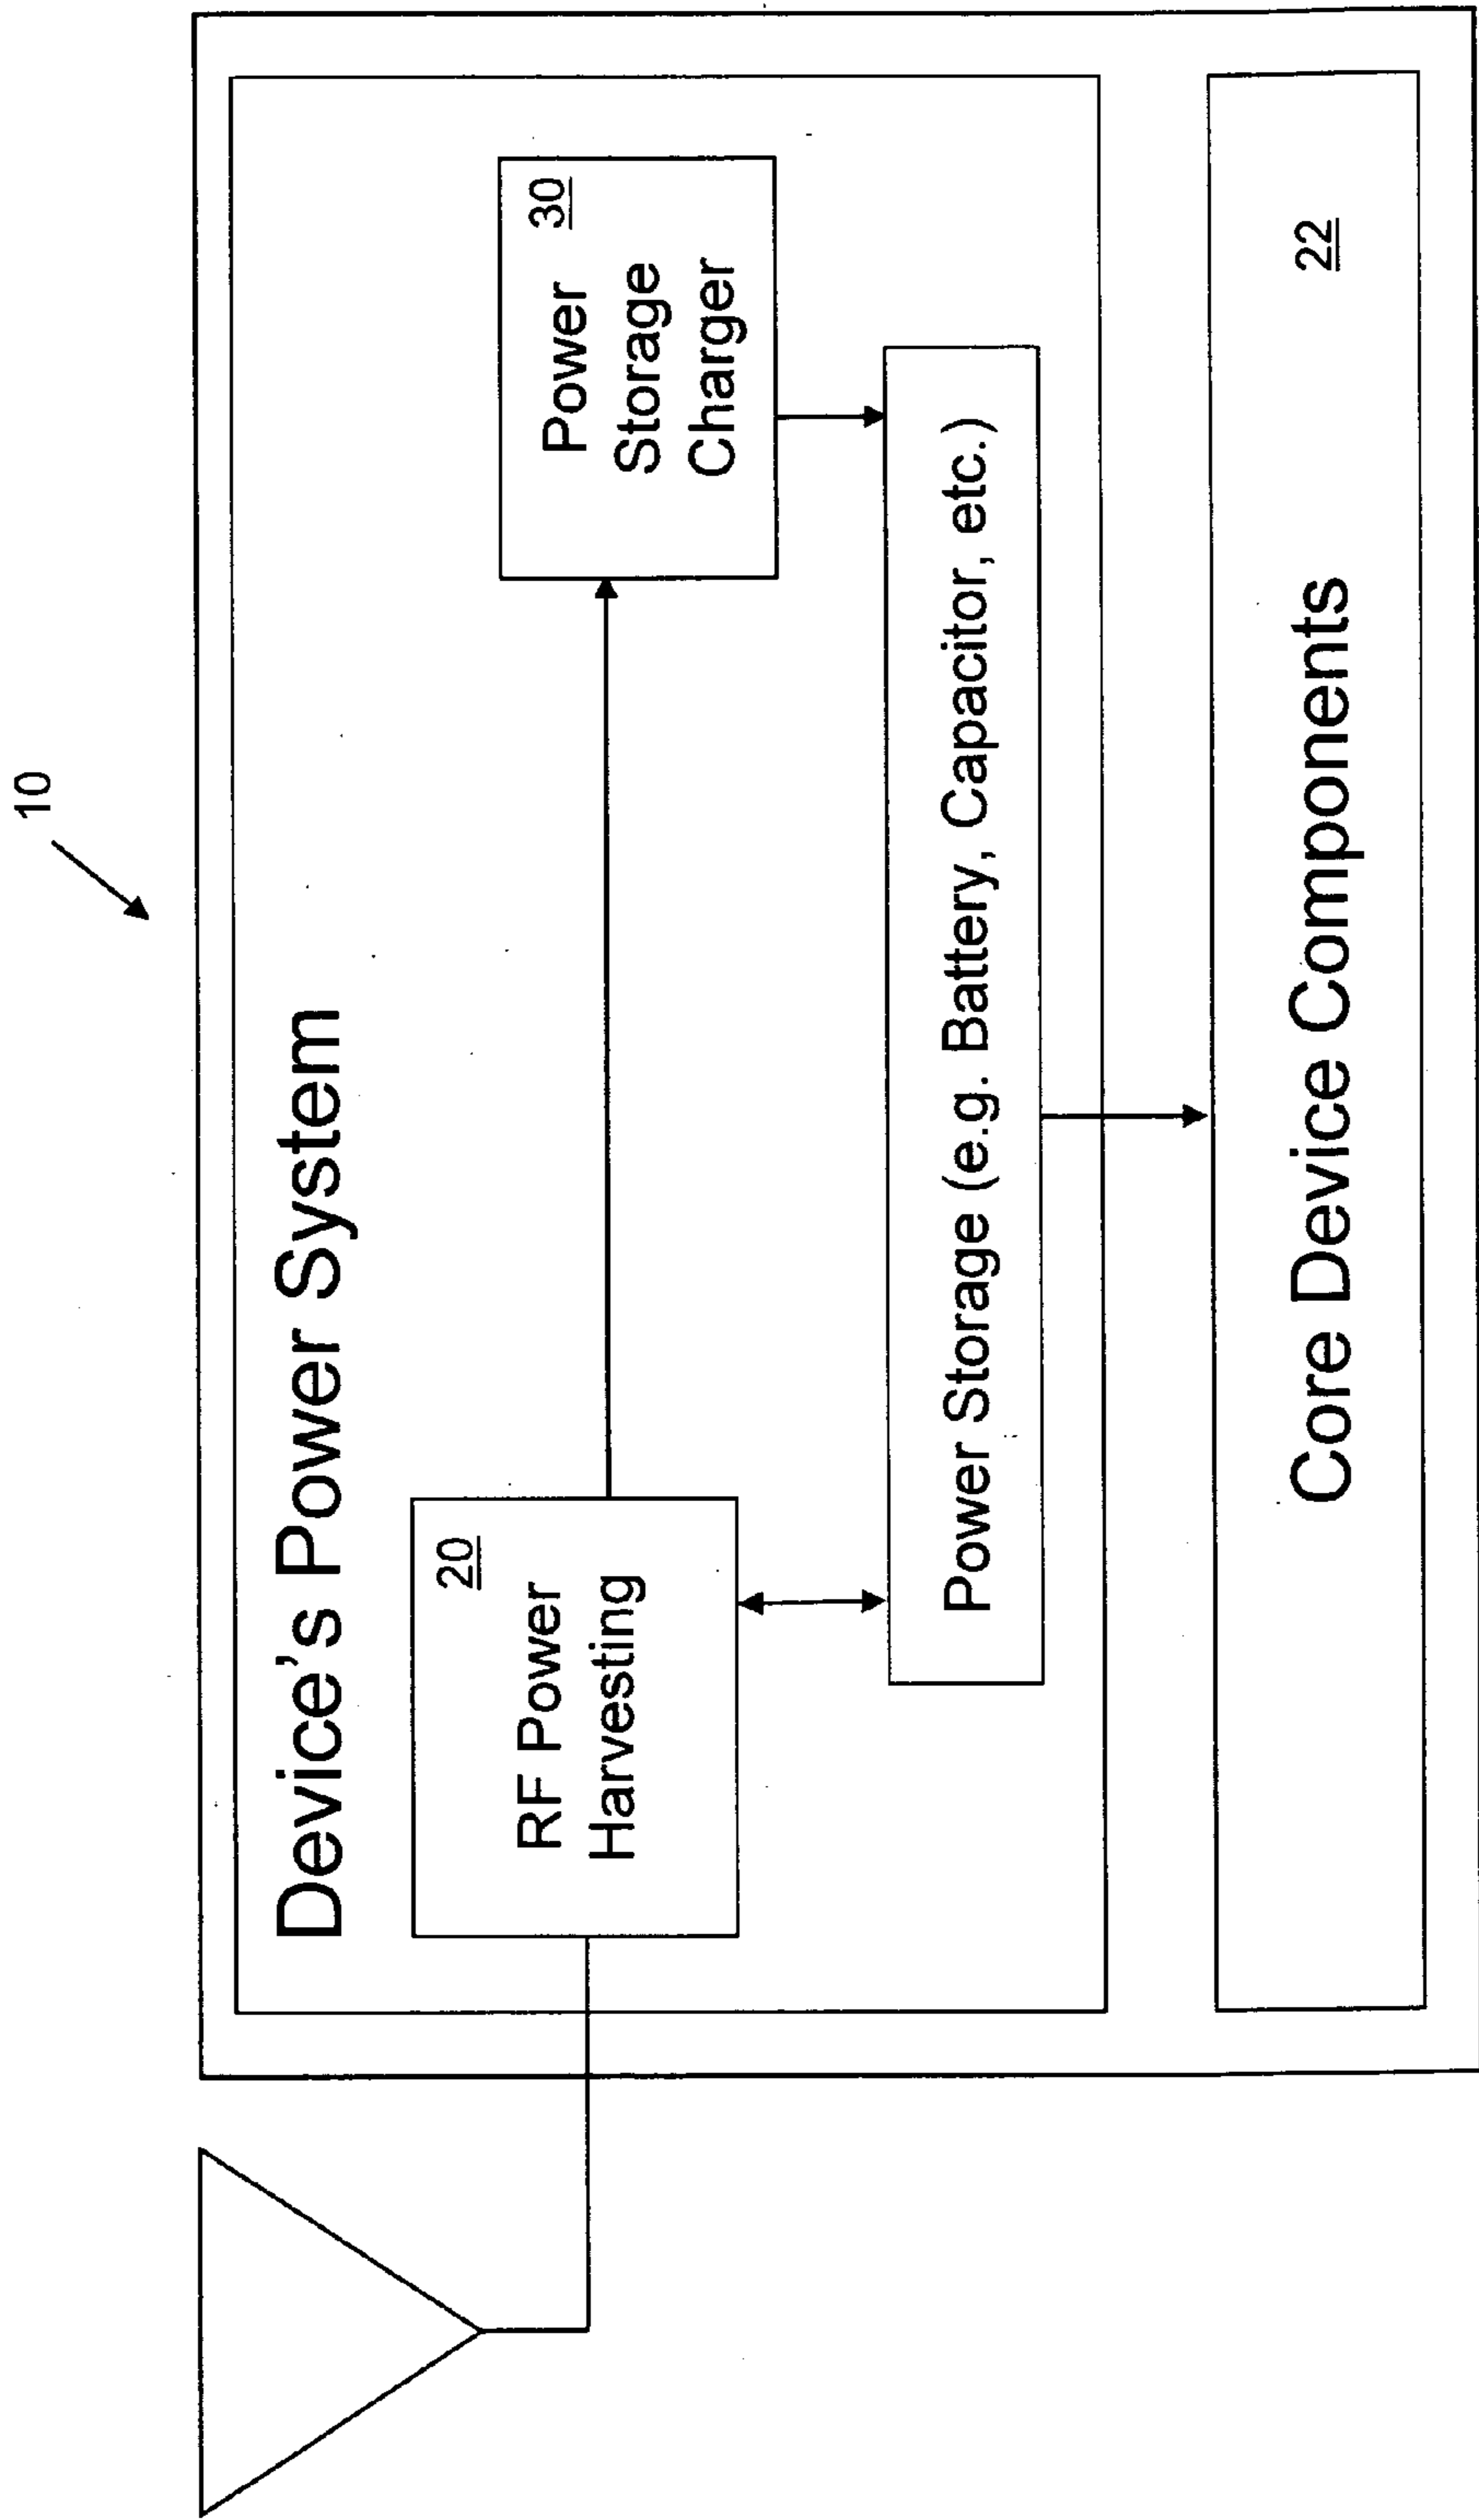 10
Device's Power System
20
RF Power
Harvesting
Power 30
Storage
Charger
Power Storage (e.g. Battery, Capacitor, etc.)
22
Core Device Components